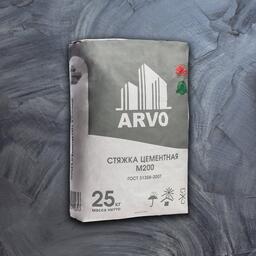 ARVO
СТЯЖКА ЦЕМЕНТНАЯ
М200
ГОСТ 31358-2007
25кг
масса нетто